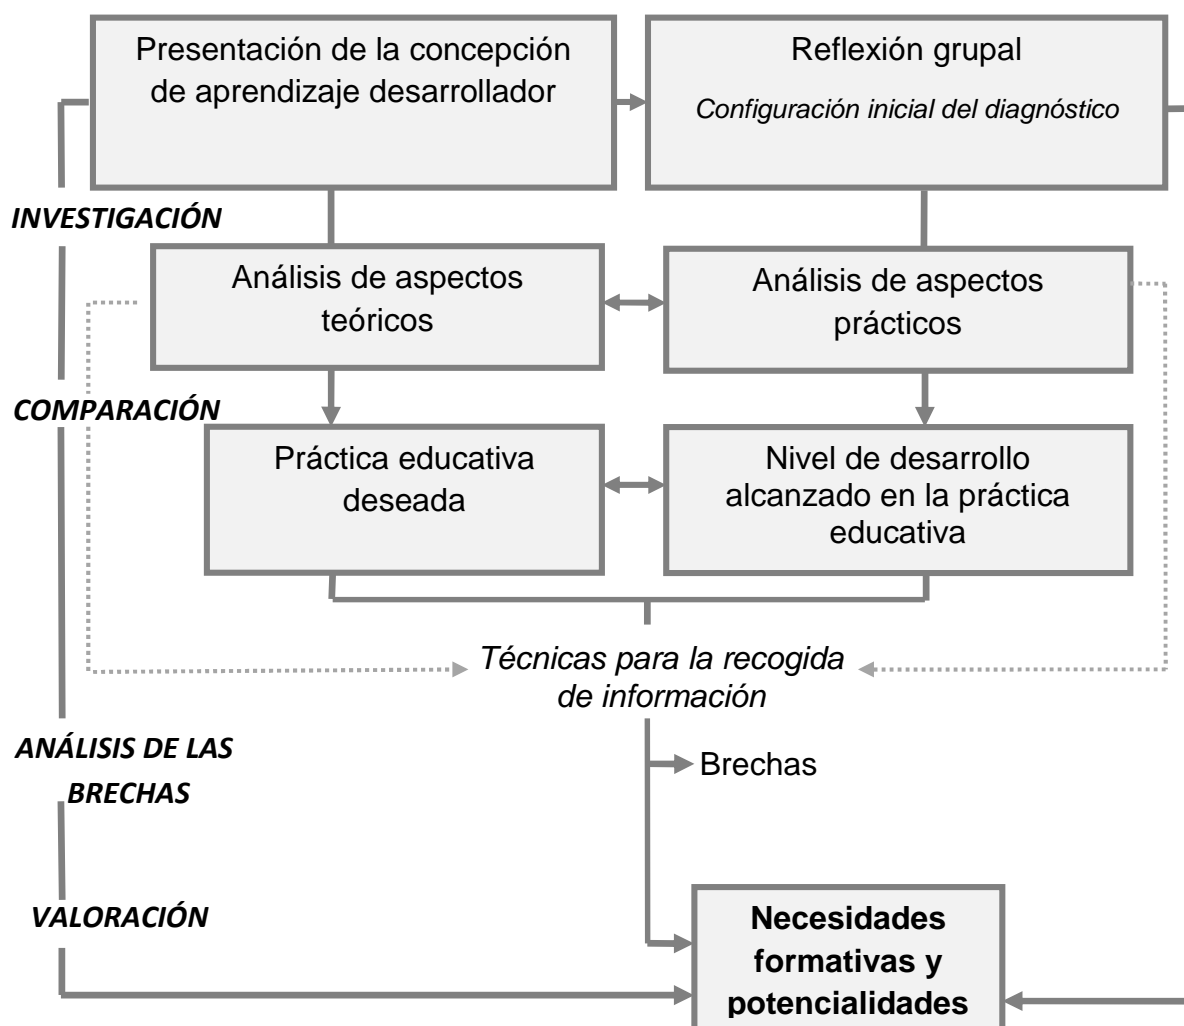 Presentación de la concepción
de aprendizaje desarrollador
Reflexión grupal
Configuración inicial del diagnóstico
INVESTIGACIÓN
Análisis de aspectos
teóricos
Análisis de aspectos
prácticos
COMPARACIÓN
Práctica educativa
deseada
Nivel de desarrollo
alcanzado en la práctica
educativa
Técnicas para la recogida
de información
ANÁLISIS DE LAS
BRECHAS
Brechas
VALORACIÓN
Necesidades
formativas y
potencialidades